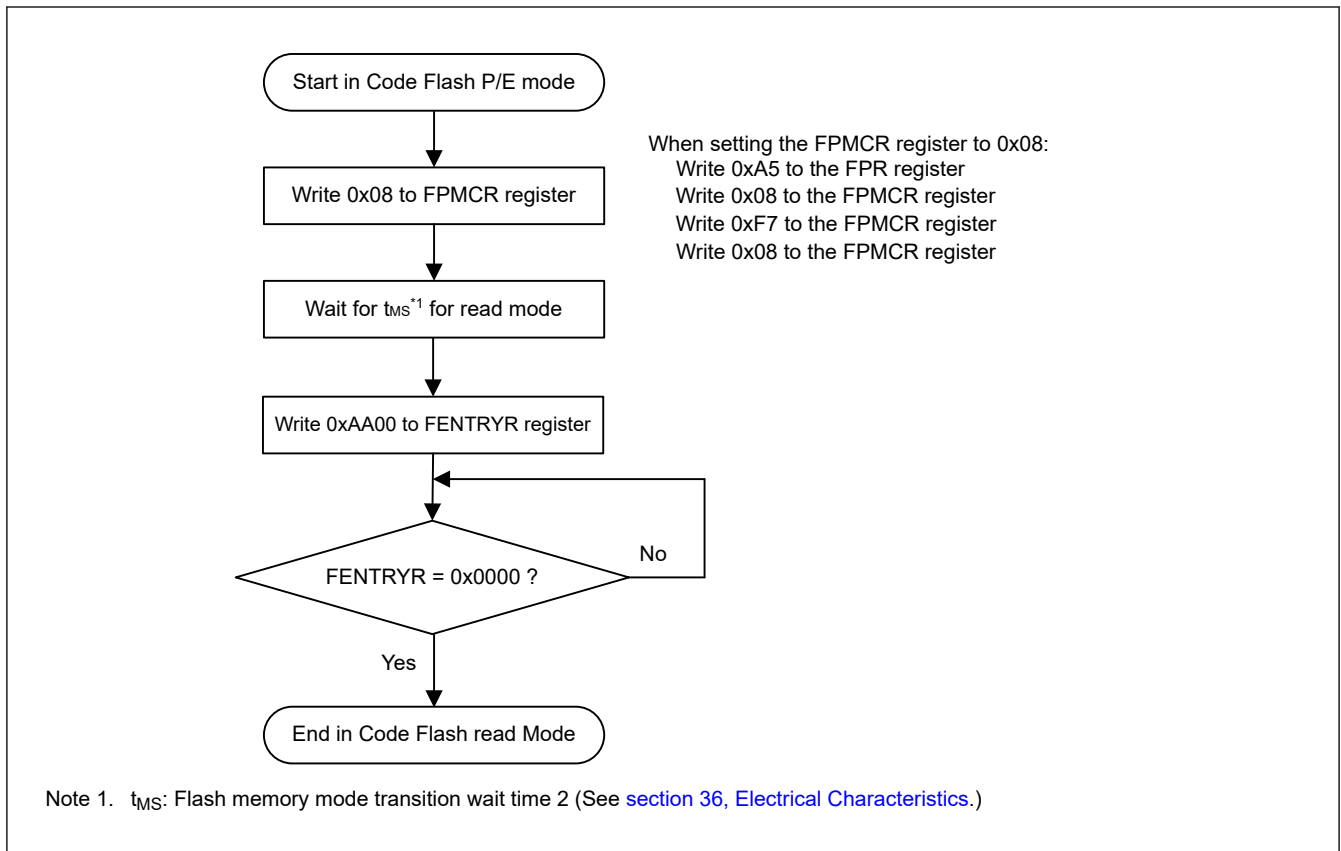 Start in Code Flash P/E mode
When setting the FPMCR register to 0x08:
Write 0xA5 to the FPR register
Write 0x08 to FPMCR register
Write 0x08 to the FPMCR register
Write 0xF7 to the FPMCR register
Write 0x08 to the FPMCR register
Wait for tMS*1 for read mode
Write 0xAA00 to FENTRYR register
No
FENTRYR = 0x0000 ?
Yes
End in Code Flash read Mode
Note 1. tMS: Flash memory mode transition wait time 2 (See section 36, Electrical Characteristics.)